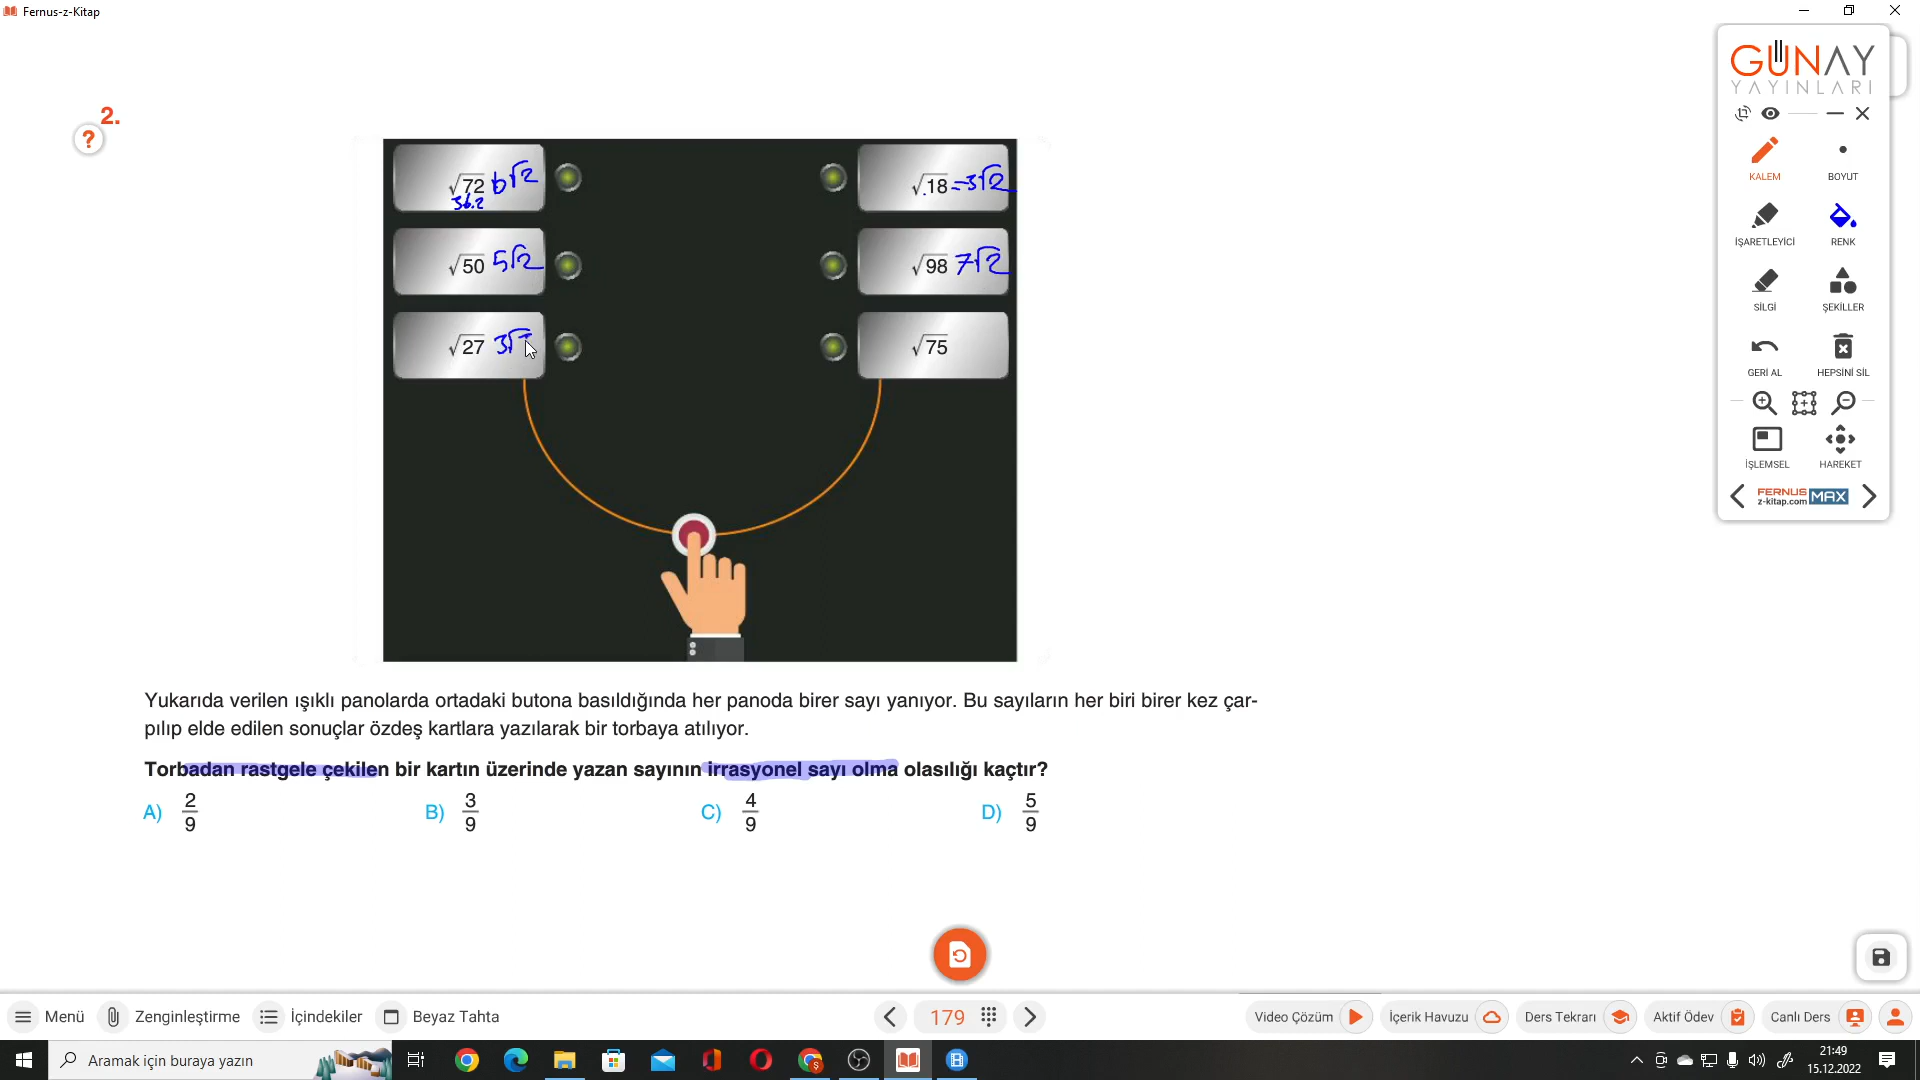 Fernus-z-Kitap
GÜNAY
YAYINLARI
2.
?
√72 6√2
36.2
√18 = 3√2
√50 5√2
√98 7√2
√27 3√
√75
KALEM
BOYUT
İŞARETLEYİCİ
RENK
SİLGİ
ŞEKİLLER
GERİ AL
HEPSİNİ SİL
İŞLEMSEL
HAREKET
FERNUS
z-kitap.com MAX
Yukarıda verilen ışıklı panolarda ortadaki butona basıldığında her panoda birer sayı yanıyor. Bu sayıların her biri birer kez çar-
pılıp elde edilen sonuçlar özdeş kartlara yazılarak bir torbaya atılıyor.
Torbadan rastgele çekilen bir kartın üzerinde yazan sayının irrasyonel sayı olma olasılığı kaçtır?
A) 2/9 B) 3/9 C) 4/9 D) 5/9
Menü Zenginleştirme İçindekiler Beyaz Tahta 179 Video Çözüm İçerik Havuzu Ders Tekrarı Aktif Ödev Canlı Ders
Aramak için buraya yazın
21:49
15.12.2022